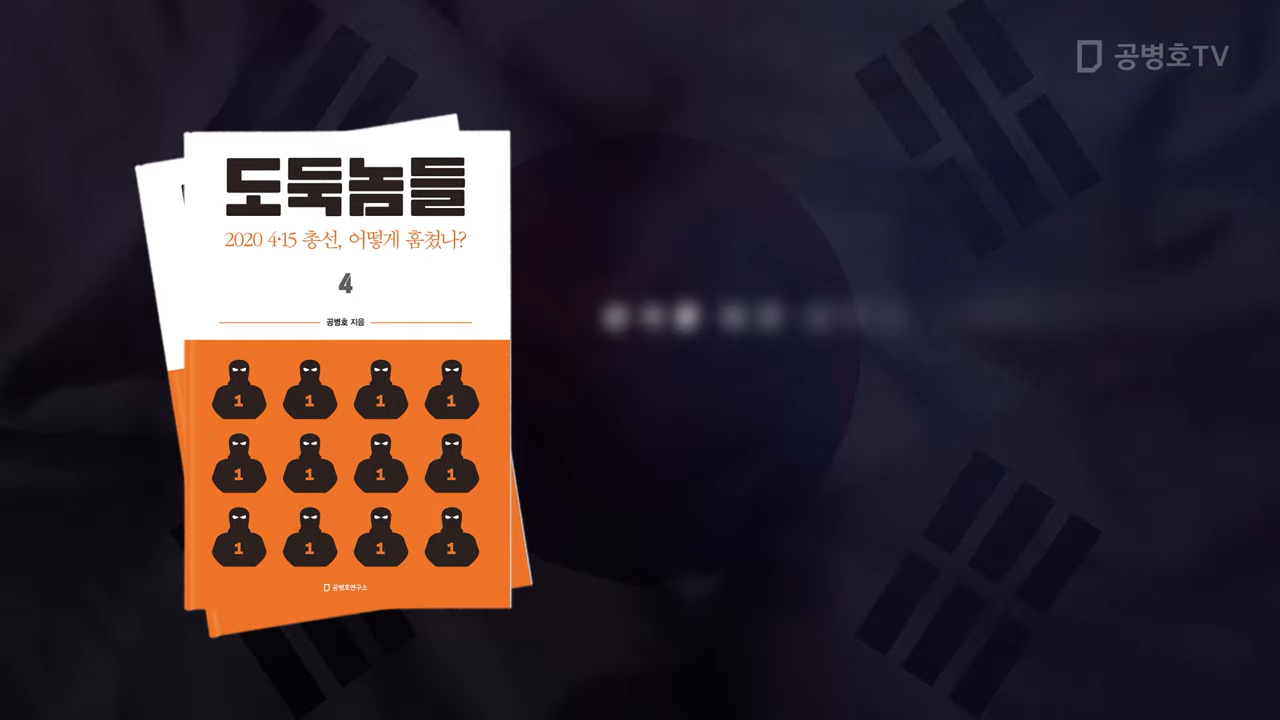 공병호TV
도둑놈들
2020 4·15 총선, 어떻게 훔쳤나?
4
공병호 지음
1 1 1 1
1 1 1 1
1 1 1 1
공병호연구소